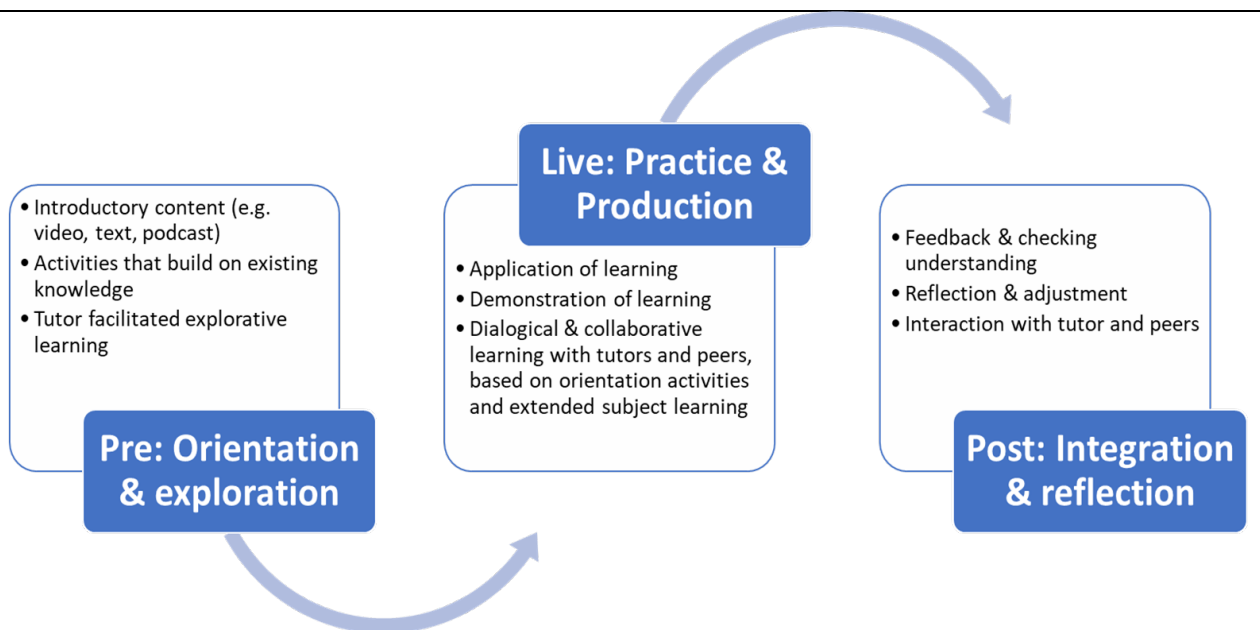 • Introductory content (e.g.
video, text, podcast)
• Activities that build on existing
knowledge
• Tutor facilitated explorative
learning
Pre: Orientation
& exploration
Live: Practice &
Production
• Application of learning
• Demonstration of learning
• Dialogical & collaborative
learning with tutors and peers,
based on orientation activities
and extended subject learning
• Feedback & checking
understanding
• Reflection & adjustment
• Interaction with tutor and peers
Post: Integration
& reflection